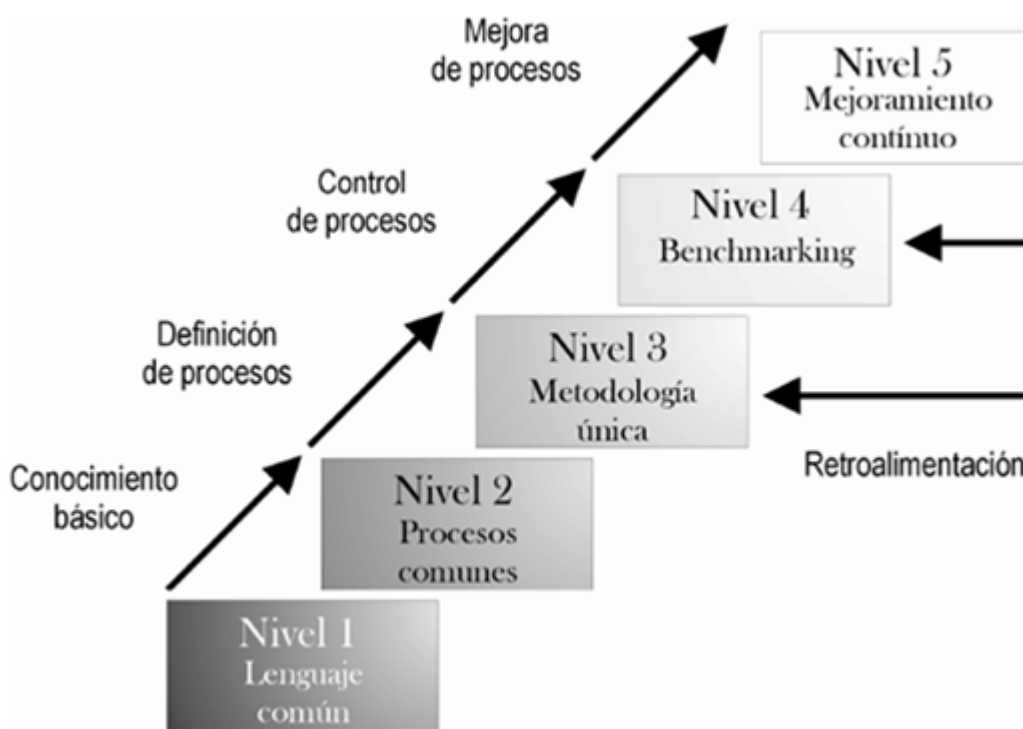 Mejora
de procesos
Nivel 5
Mejoramiento
contínuo
Control
de procesos
Nivel 4
Benchmarking
Definición
de procesos
Nivel 3
Metodología
única
Conocimiento
básico
Nivel 2
Procesos
comunes
Retroalimentación
Nivel 1
Lenguaje
común